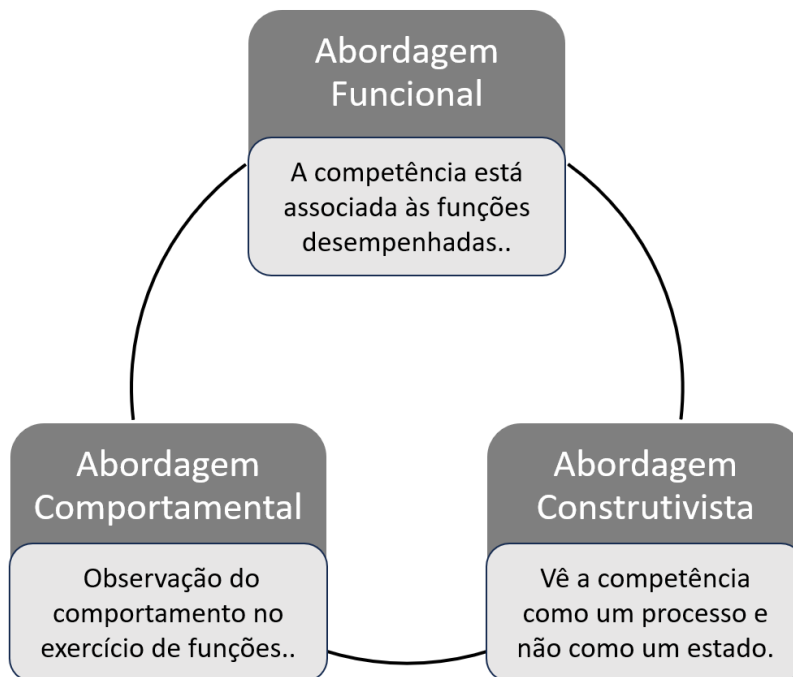 Abordagem
Funcional
A competência está
associada às funções
desempenhadas..
Abordagem
Comportamental
Observação do
comportamento no
exercício de funções..
Abordagem
Construtivista
Vê a competência
como um processo e
não como um estado.